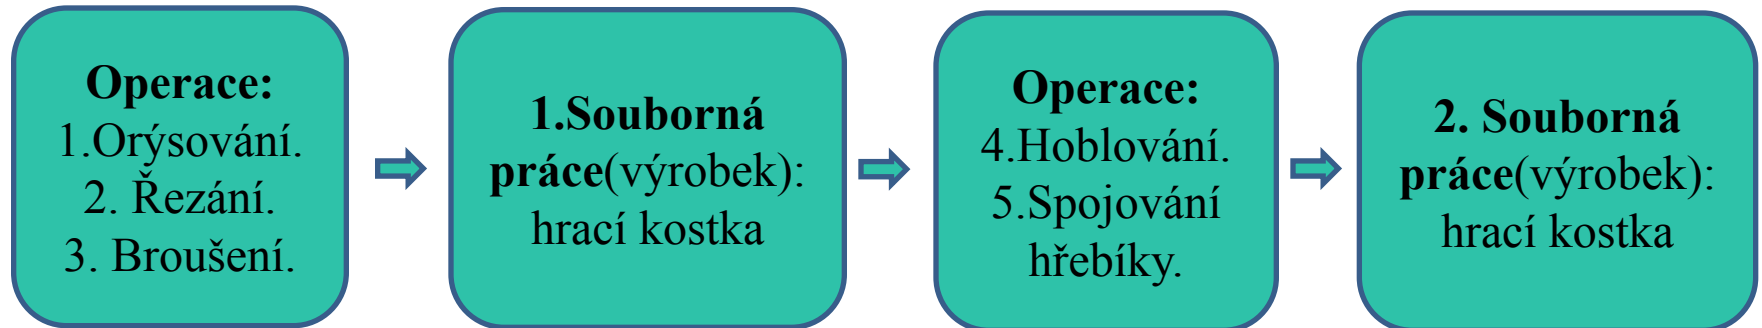 Operace:
1.Orýsování.
2. Řezání.
3. Broušení.
1.Souborná
práce(výrobek):
hrací kostka
Operace:
4.Hoblování.
5.Spojování
hřebíky.
2. Souborná
práce(výrobek):
hrací kostka